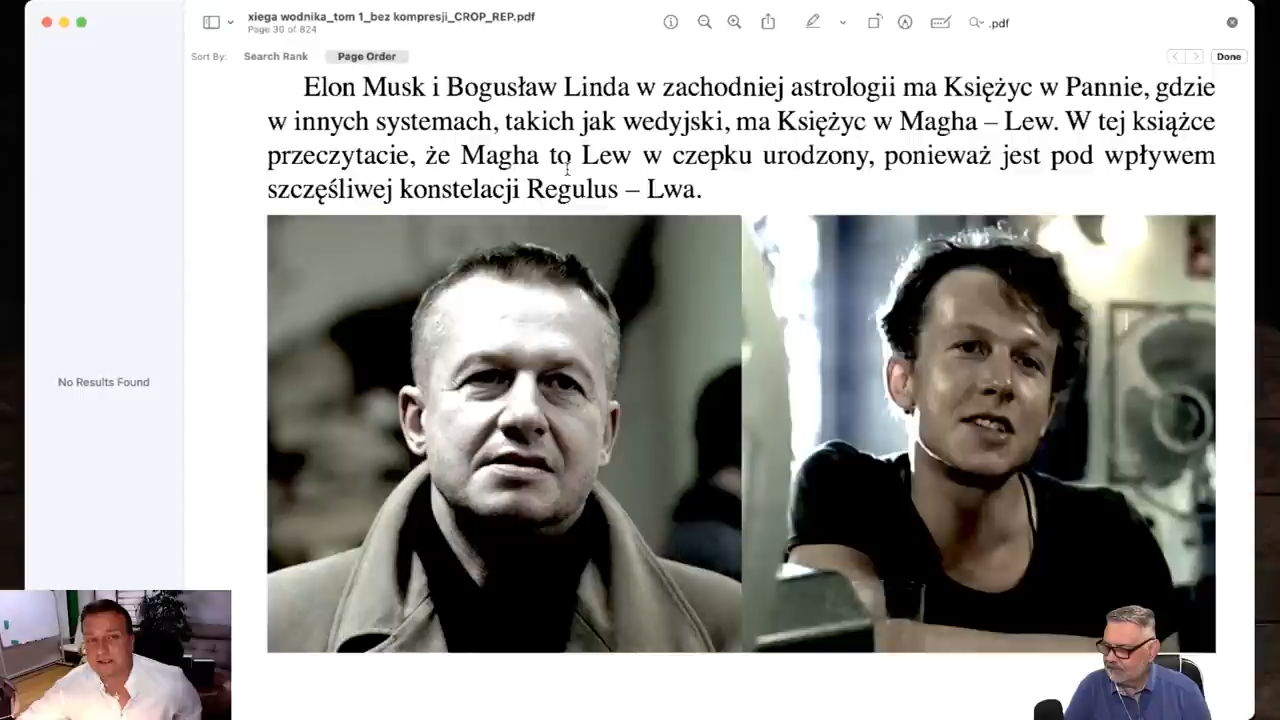 xiega wodnika_tom 1_bez kompresji_CROP_REP.pdf
Page 30 of 824
.pdf
Sort By: Search Rank Page Order Done
Elon Musk i Bogusław Linda w zachodniej astrologii ma Księżyc w Pannie, gdzie
w innych systemach, takich jak wedyjski, ma Księżyc w Magha – Lew. W tej książce
przeczytacie, że Magha to Lew w czepku urodzony, ponieważ jest pod wpływem
szczęśliwej konstelacji Regulus – Lwa.
No Results Found